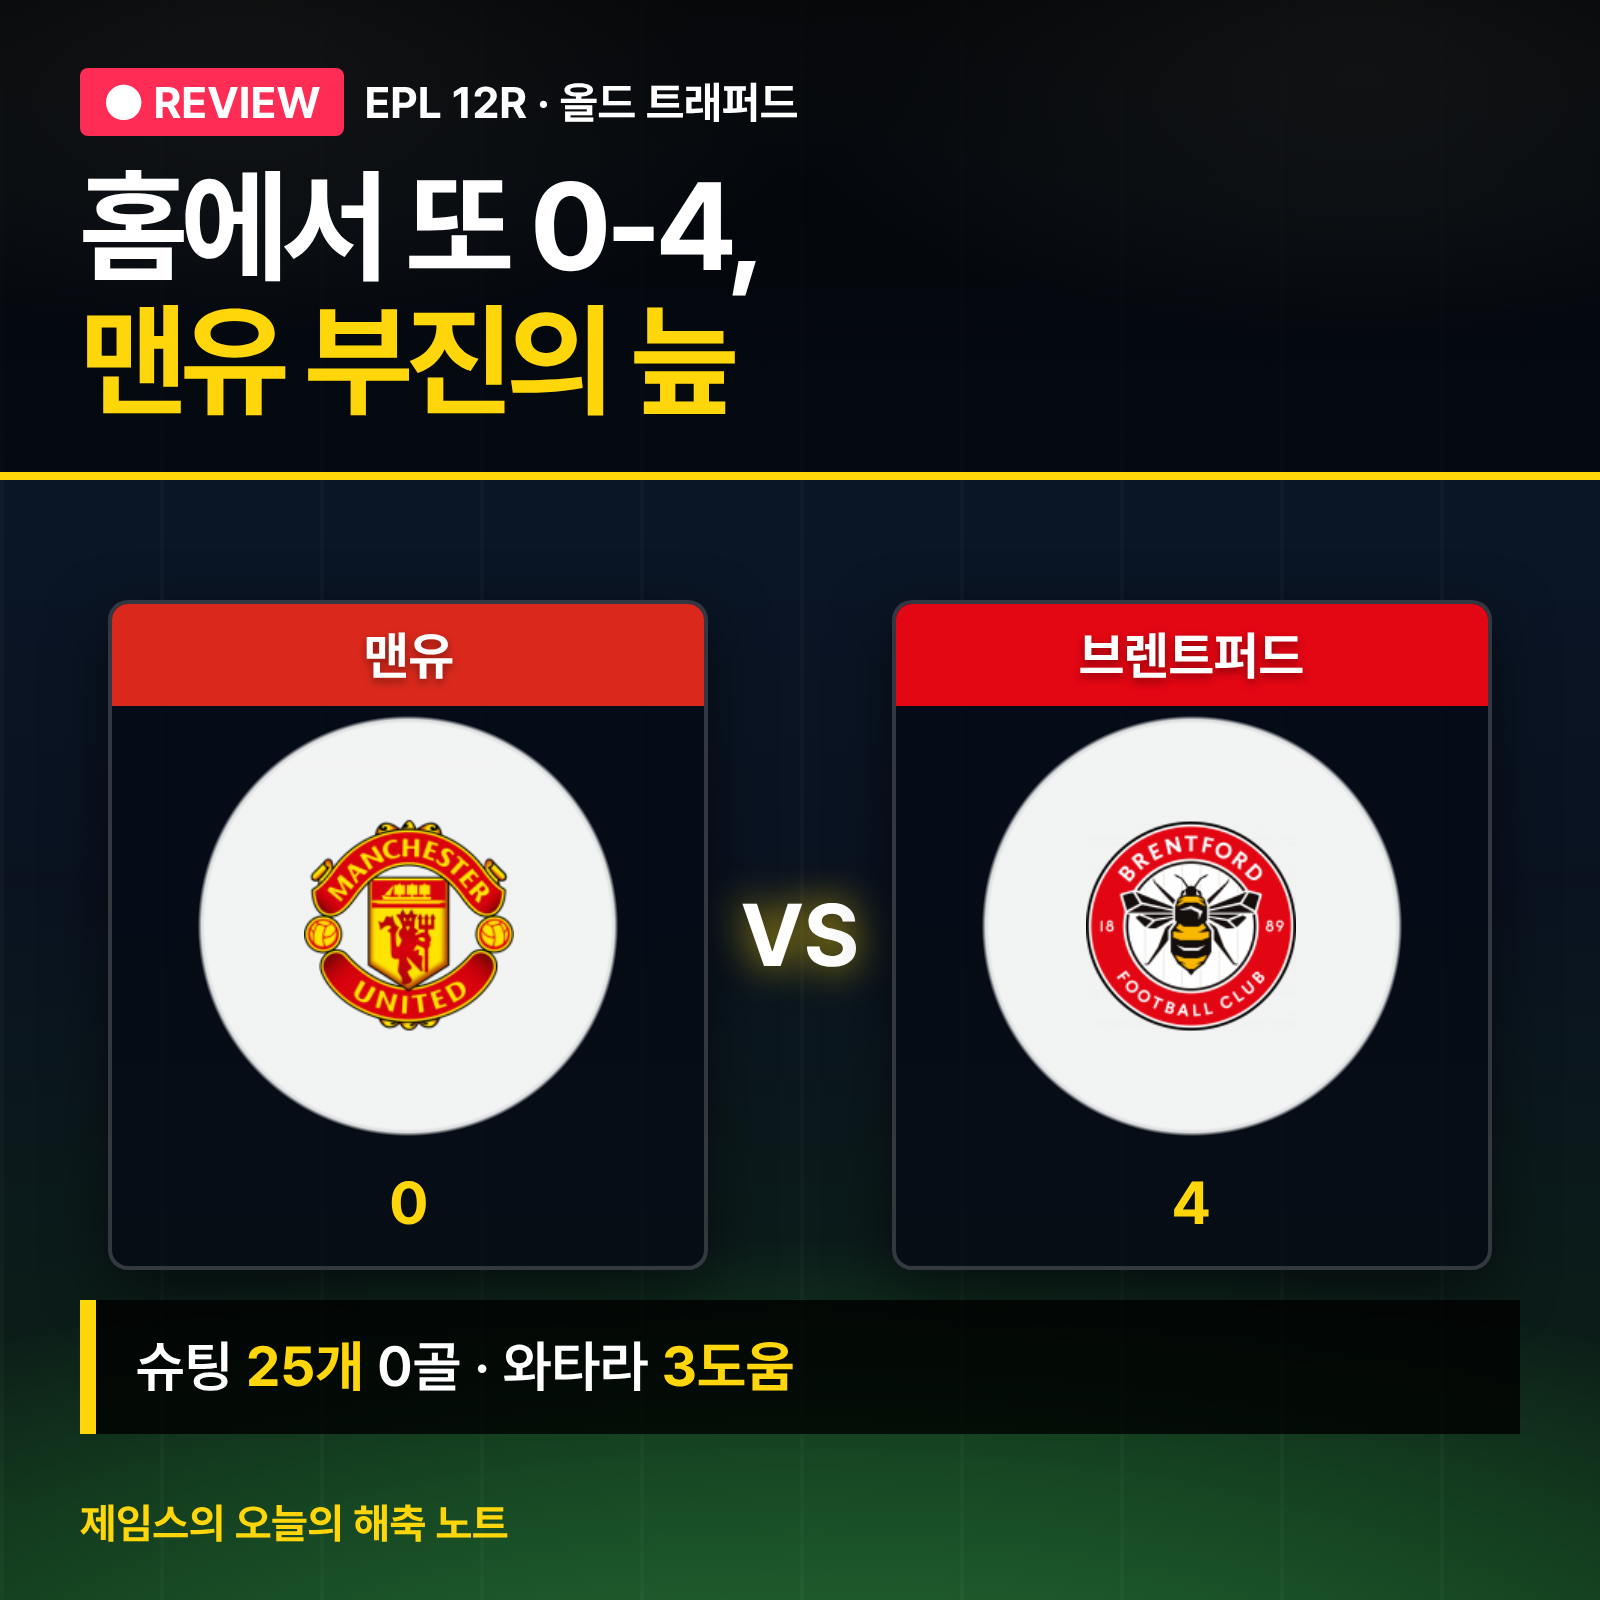 REVIEW EPL 12R · 올드 트래퍼드
홈에서 또 0-4,
맨유 부진의 늪
맨유
MANCHESTER
UNITED
0
VS
브렌트퍼드
BRENTFORD
18 89
FOOTBALL CLUB
4
슈팅 25개 0골 · 와타라 3도움
제임스의 오늘의 해축 노트